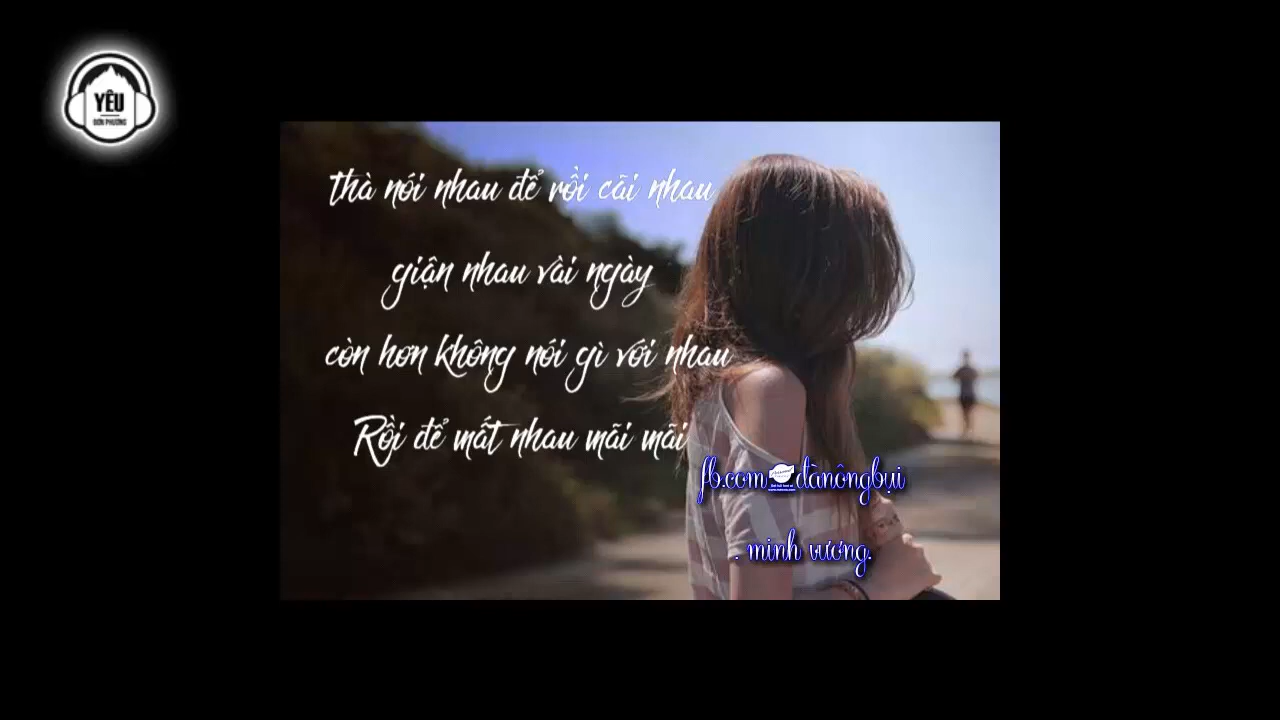 YÊU
ĐƠN PHƯƠNG
thà nói nhau để rồi cãi nhau
giận nhau vài ngày
còn hơn không nói gì với nhau
Rồi để mất nhau mãi mãi
fb.com đànôngbụi
. minh vương.